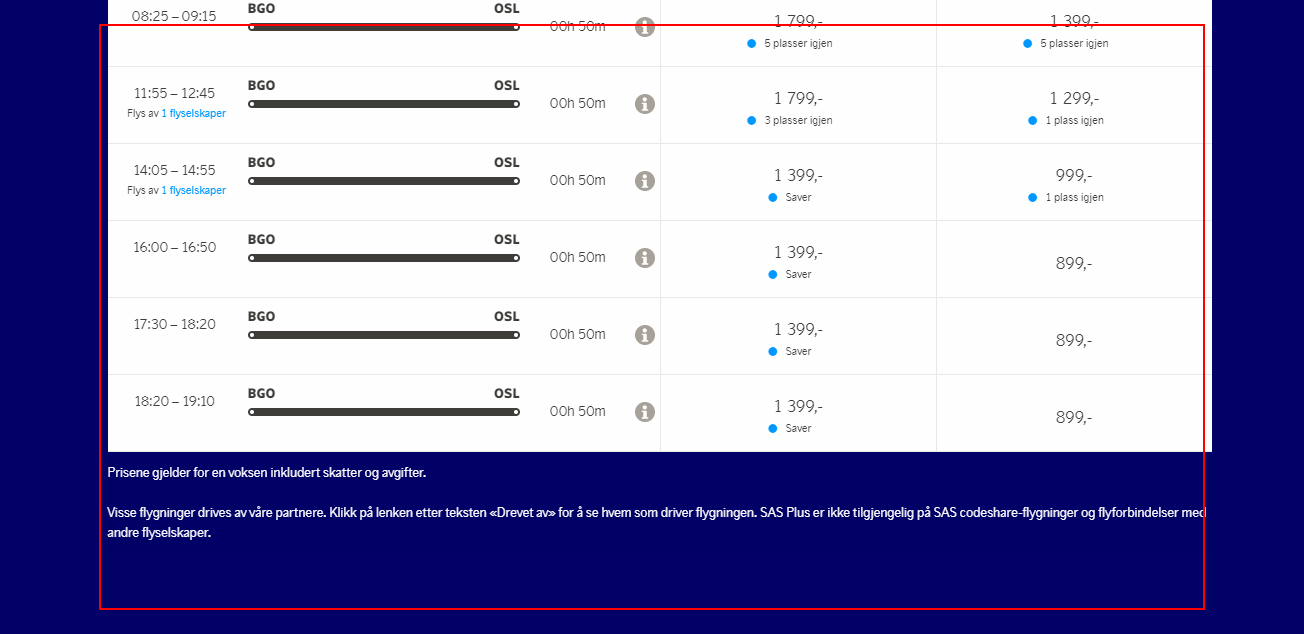 BGO OSL
08:25 – 09:15 00h 50m 1 799,- 1 399,-
5 plasser igjen 5 plasser igjen
BGO OSL
11:55 – 12:45 00h 50m 1 799,- 1 299,-
Flys av 1 flyselskaper 3 plasser igjen 1 plass igjen
BGO OSL
14:05 – 14:55 00h 50m 1 399,- 999,-
Flys av 1 flyselskaper Saver 1 plass igjen
BGO OSL
16:00 – 16:50 00h 50m 1 399,- 899,-
Saver
BGO OSL
17:30 – 18:20 00h 50m 1 399,- 899,-
Saver
BGO OSL
18:20 – 19:10 00h 50m 1 399,- 899,-
Saver
Prisene gjelder for en voksen inkludert skatter og avgifter.
Visse flygninger drives av våre partnere. Klikk på lenken etter teksten «Drevet av» for å se hvem som driver flygningen. SAS Plus er ikke tilgjengelig på SAS codeshare-flygninger og flyforbindelser med
andre flyselskaper.